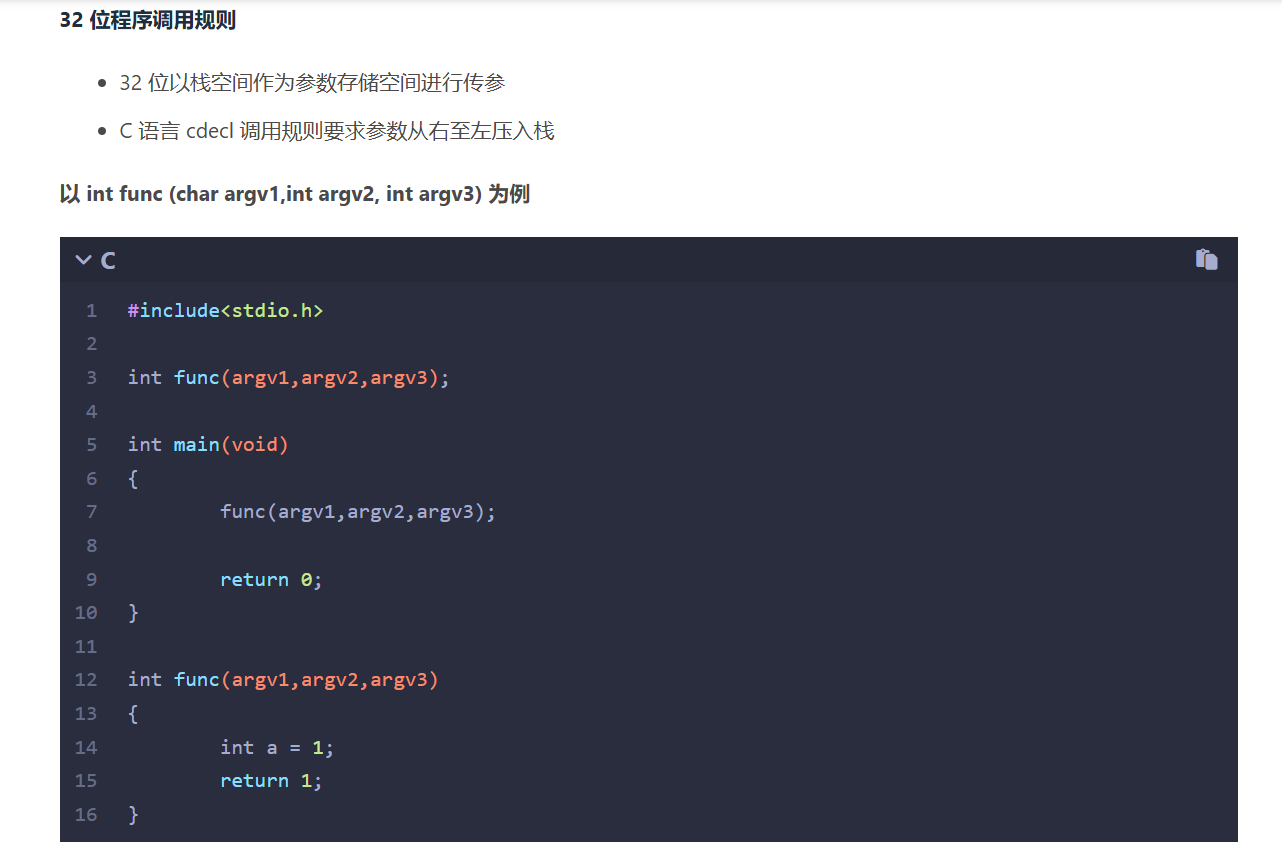 32 位程序调用规则
32 位以栈空间作为参数存储空间进行传参
C 语言 cdecl 调用规则要求参数从右至左压入栈
以 int func (char argv1,int argv2, int argv3) 为例
C
1 #include<stdio.h>
2
3 int func(argv1,argv2,argv3);
4
5 int main(void)
6 {
7 func(argv1,argv2,argv3);
8
9 return 0;
10 }
11
12 int func(argv1,argv2,argv3)
13 {
14 int a = 1;
15 return 1;
16 }